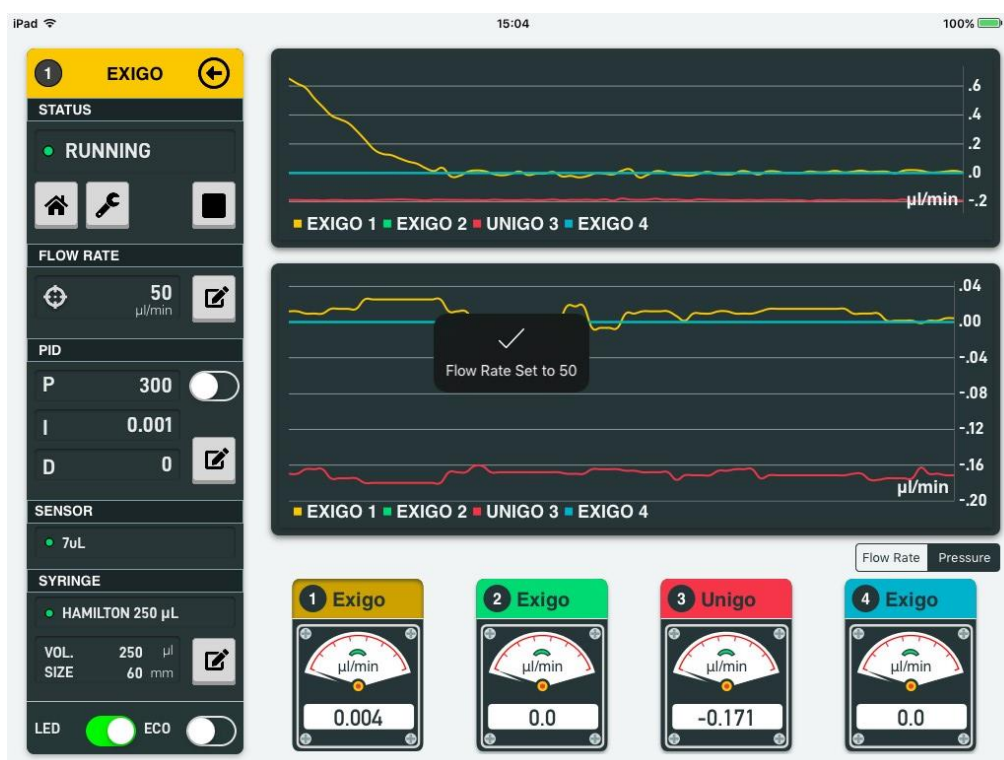 iPad 15:04 100%
1 EXIGO
STATUS
RUNNING
FLOW RATE
50
µl/min
PID
P 300
I 0.001
D 0
SENSOR
7uL
SYRINGE
HAMILTON 250 µL
VOL. 250 µl
SIZE 60 mm
LED ECO
.6
.4
.2
.0
-.2
µl/min
EXIGO 1 EXIGO 2 UNIGO 3 EXIGO 4
.04
.00
-.04
-.08
-.12
-.16
-.20
µl/min
Flow Rate Set to 50
EXIGO 1 EXIGO 2 UNIGO 3 EXIGO 4
Flow Rate Pressure
1 Exigo
µl/min
0.004
2 Exigo
µl/min
0.0
3 Unigo
µl/min
-0.171
4 Exigo
µl/min
0.0